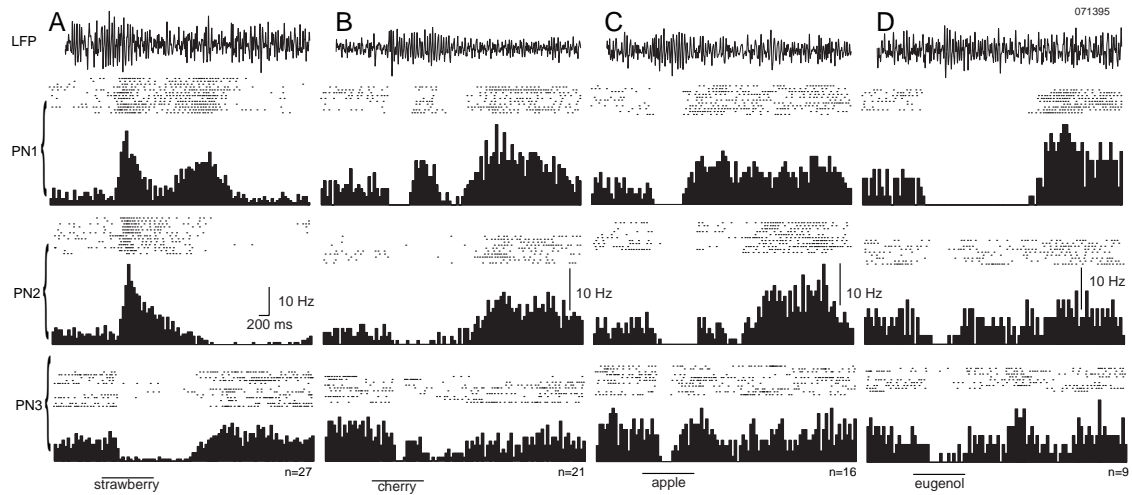 A B C D 071395
LFP
PN1
PN2
10 Hz
200 ms
10 Hz
10 Hz
10 Hz
PN3
n=27 n=21 n=16 n=9
strawberry cherry apple eugenol